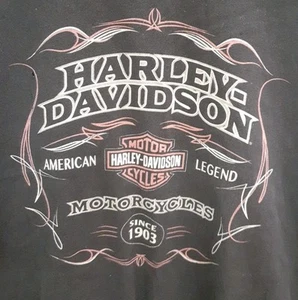 HARLEY-
DAVIDSON
MOTOR
AMERICAN HARLEY-DAVIDSON LEGEND
CYCLES
MOTORCYCLES
SINCE
1903